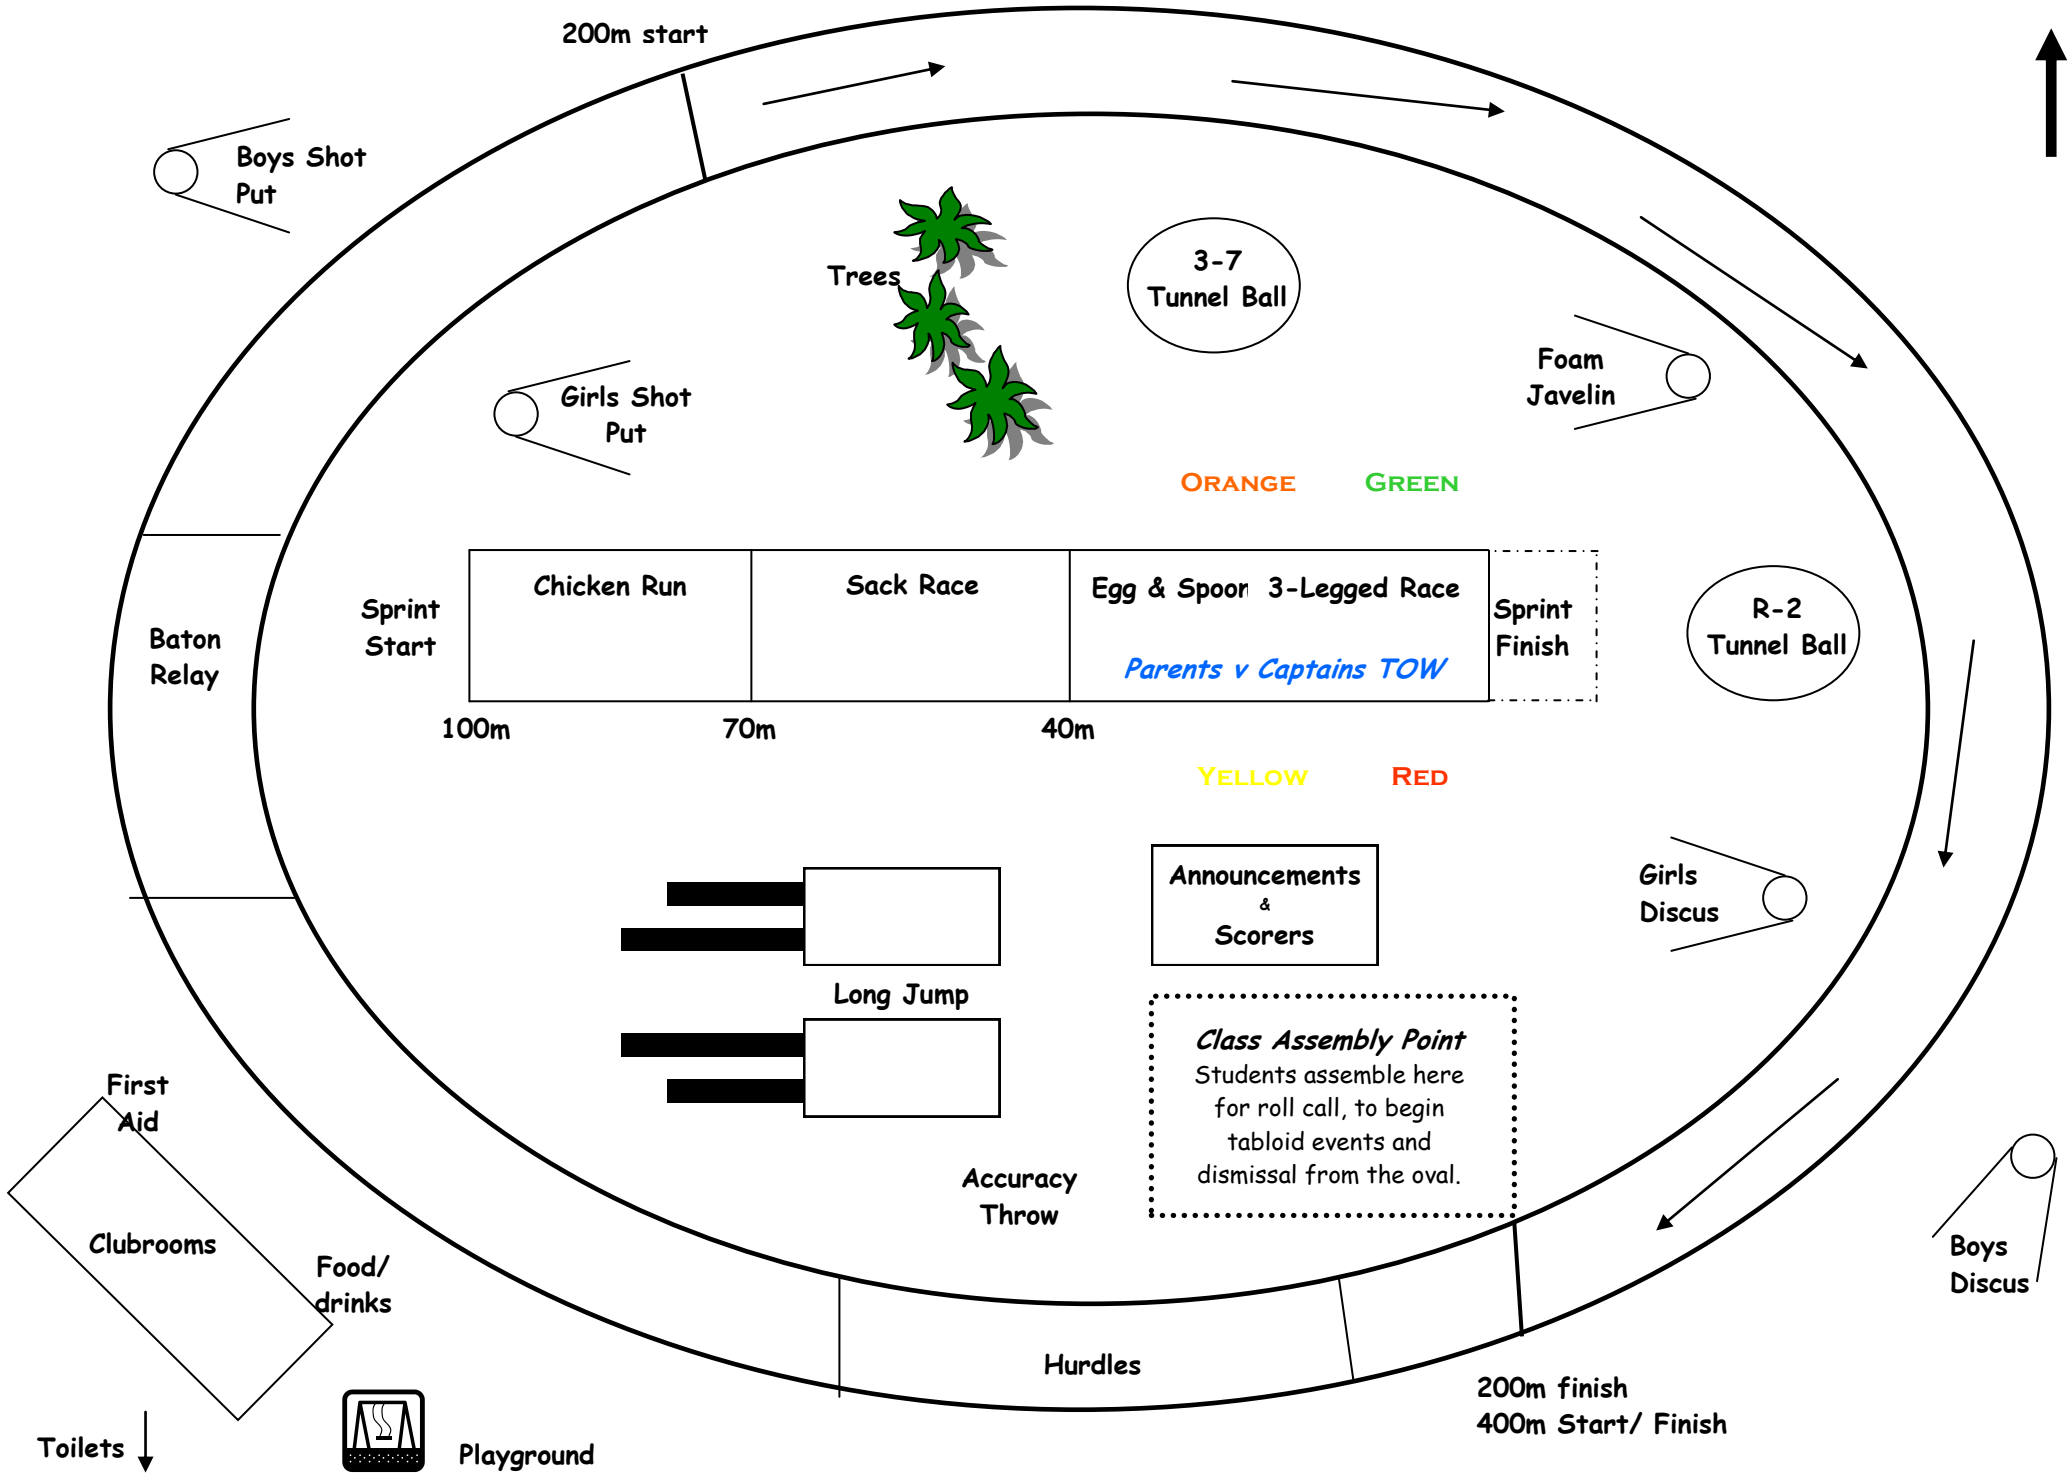 200m start
Boys Shot
Put
3-7
Tunnel Ball
Trees
Foam
Javelin
Girls Shot
Put
ORANGE
GREEN
Chicken Run
Sack Race
Egg & Spoon
3-Legged Race
Parents v Captains TOW
Sprint
Start
Sprint
Finish
R-2
Tunnel Ball
Baton
Relay
100m
70m
40m
YELLOW
RED
Announcements
&
Scorers
Girls
Discus
Long Jump
Class Assembly Point
Students assemble here
for roll call, to begin
tabloid events and
dismissal from the oval.
First
Aid
Accuracy
Throw
Clubrooms
Food/
drinks
Boys
Discus
Hurdles
200m finish
400m Start/ Finish
Toilets
Playground